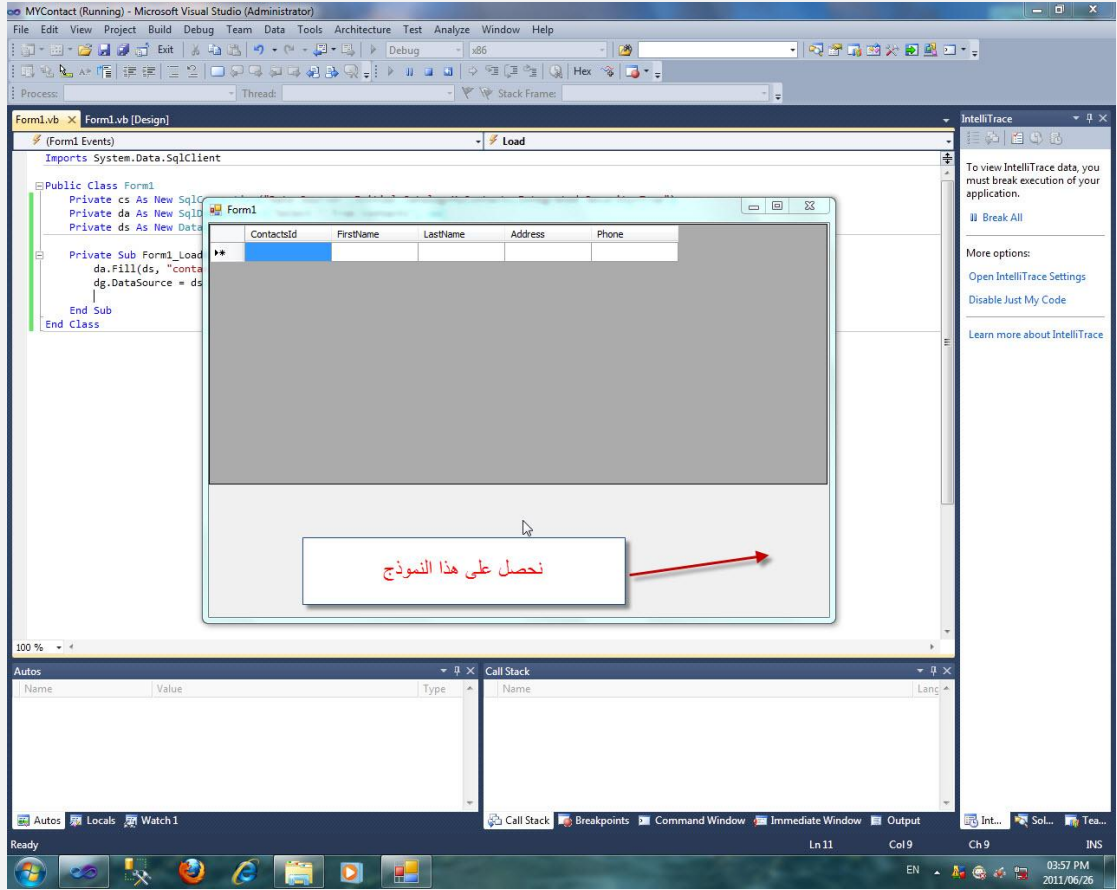 MYContact (Running) - Microsoft Visual Studio (Administrator)
File Edit View Project Build Debug Team Data Tools Architecture Test Analyze Window Help
Exit Debug x86
Hex
Process: Thread: Stack Frame:
Form1.vb Form1.vb [Design]
(Form1 Events) Load
Imports System.Data.SqlClient
Public Class Form1
Private cs As New SqlC
Private da As New SqlD
Private ds As New Data
Private Sub Form1_Load
da.Fill(ds, "conta
dg.DataSource = ds
End Sub
End Class
Form1
ContactsId FirstName LastName Address Phone
نحصل على هذا النموذج
IntelliTrace
To view IntelliTrace data, you
must break execution of your
application.
Break All
More options:
Open IntelliTrace Settings
Disable Just My Code
Learn more about IntelliTrace
100 %
Autos
Name Value Type
Call Stack
Name Lang
Autos Locals Watch 1
Call Stack Breakpoints Command Window Immediate Window Output
Int... Sol... Tea...
Ready Ln 11 Col 9 Ch 9 INS
EN 03:57 PM
2011/06/26